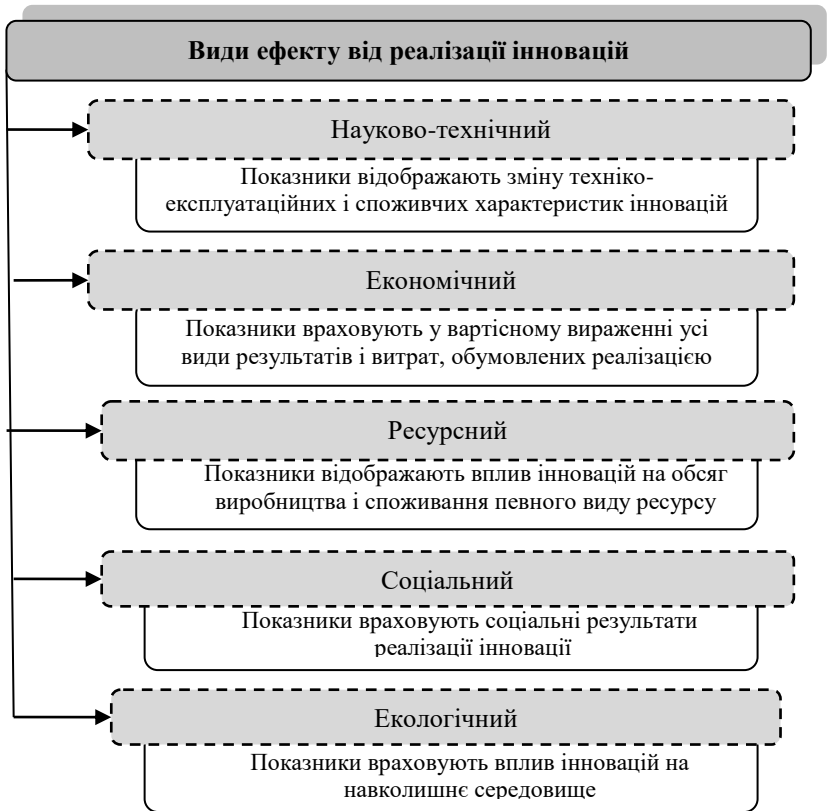 Види ефекту від реалізації інновацій
Науково-технічний
Показники відображають зміну техніко-
експлуатаційних і споживчих характеристик інновацій
Економічний
Показники враховують у вартісному вираженні усі
види результатів і витрат, обумовлених реалізацією
Ресурсний
Показники відображають вплив інновацій на обсяг
виробництва і споживання певного виду ресурсу
Соціальний
Показники враховують соціальні результати
реалізації інновації
Екологічний
Показники враховують вплив інновацій на
навколишнє середовище